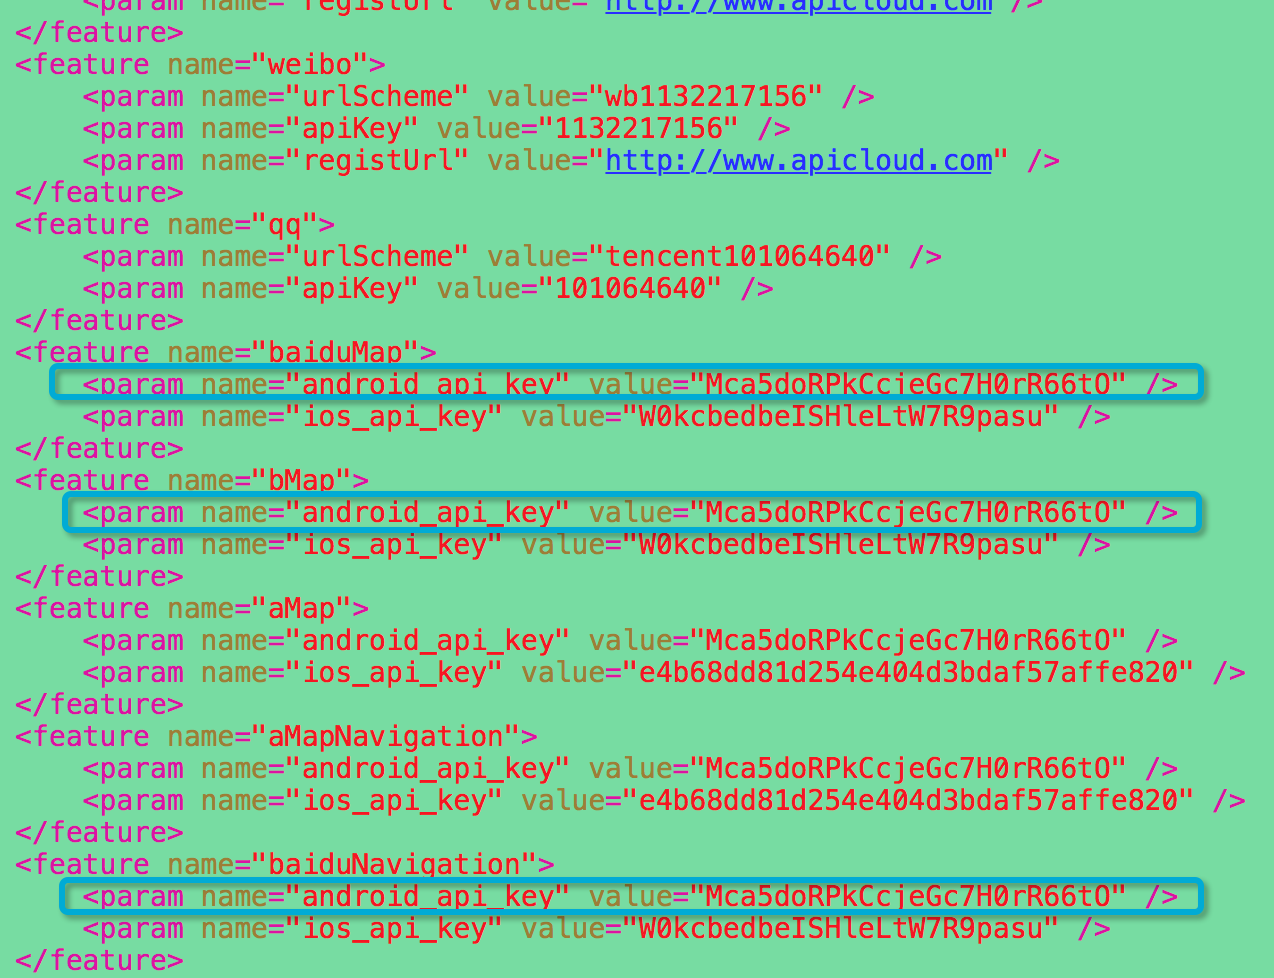 <param name="registUrl" value="http://www.apicloud.com" />
</feature>
<feature name="weibo">
<param name="urlScheme" value="wb1132217156" />
<param name="apiKey" value="1132217156" />
<param name="registUrl" value="http://www.apicloud.com" />
</feature>
<feature name="qq">
<param name="urlScheme" value="tencent101064640" />
<param name="apiKey" value="101064640" />
</feature>
<feature name="baiduMap">
<param name="android_api_key" value="Mca5doRPkCcjeGc7H0rR66tO" />
<param name="ios_api_key" value="W0kcbedbeISHleLtW7R9pasu" />
</feature>
<feature name="bMap">
<param name="android_api_key" value="Mca5doRPkCcjeGc7H0rR66tO" />
<param name="ios_api_key" value="W0kcbedbeISHleLtW7R9pasu" />
</feature>
<feature name="aMap">
<param name="android_api_key" value="Mca5doRPkCcjeGc7H0rR66tO" />
<param name="ios_api_key" value="e4b68dd81d254e404d3bdaf57affe820" />
</feature>
<feature name="aMapNavigation">
<param name="android_api_key" value="Mca5doRPkCcjeGc7H0rR66tO" />
<param name="ios_api_key" value="e4b68dd81d254e404d3bdaf57affe820" />
</feature>
<feature name="baiduNavigation">
<param name="android_api_key" value="Mca5doRPkCcjeGc7H0rR66tO" />
<param name="ios_api_key" value="W0kcbedbeISHleLtW7R9pasu" />
</feature>